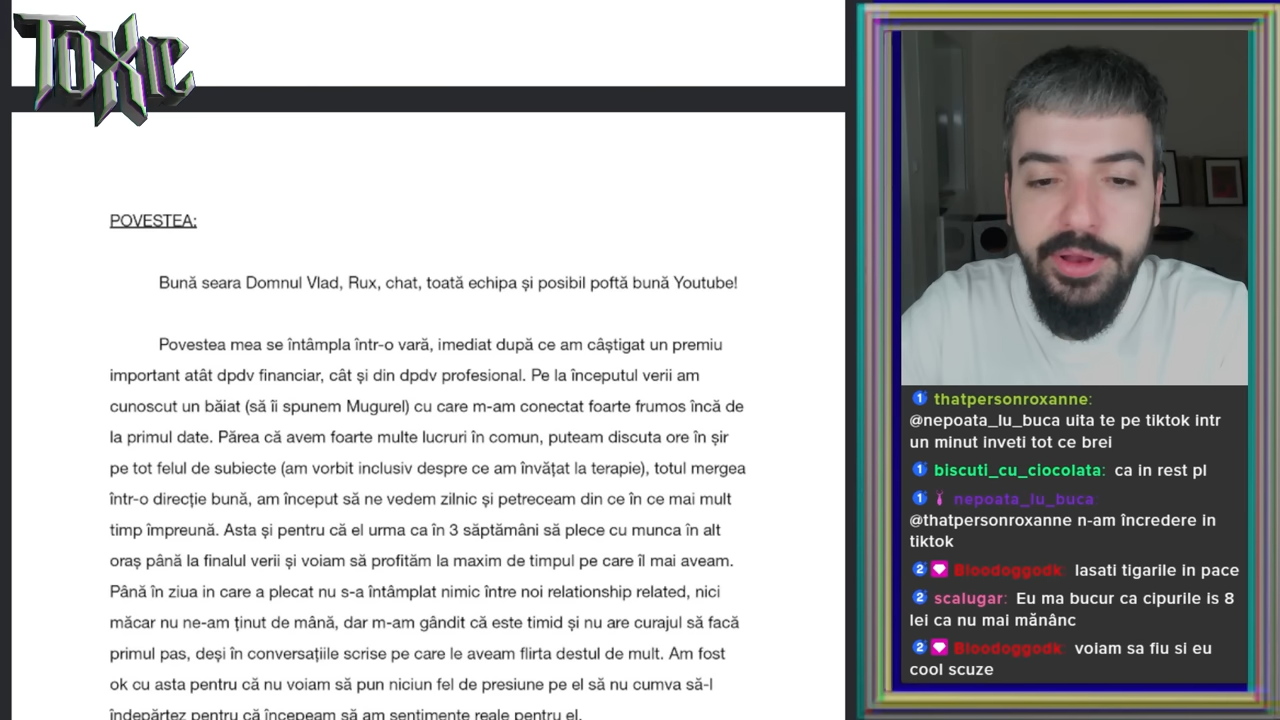 TOXIC
POVESTEA:
Bună seara Domnul Vlad, Rux, chat, toată echipa și posibil poftă bună Youtube!
Povestea mea se întâmpla într-o vară, imediat după ce am câștigat un premiu
important atât dpdv financiar, cât și din dpdv profesional. Pe la începutul verii am
cunoscut un băiat (să îi spunem Mugurel) cu care m-am conectat foarte frumos încă de
la primul date. Părea că avem foarte multe lucruri în comun, puteam discuta ore în șir
pe tot felul de subiecte (am vorbit inclusiv despre ce am învățat la terapie), totul mergea
într-o direcție bună, am început să ne vedem zilnic și petreceam din ce în ce mai mult
timp împreună. Asta și pentru că el urma ca în 3 săptămâni să plece cu munca în alt
oraș până la finalul verii și voiam să profităm la maxim de timpul pe care îl mai aveam.
Până în ziua in care a plecat nu s-a întâmplat nimic între noi relationship related, nici
măcar nu ne-am ținut de mână, dar m-am gândit că este timid și nu are curajul să facă
primul pas, deși în conversațiile scrise pe care le aveam flirta destul de mult. Am fost
ok cu asta pentru că nu voiam să pun niciun fel de presiune pe el să nu cumva să-l
îndepărtez pentru că începeam să am sentimente reale pentru el.
thatpersonroxanne:
@nepoata_lu_buca uita te pe tiktok intr
un minut inveti tot ce brei
biscuti_cu_ciocolata: ca in rest pl
nepoata_lu_buca:
@thatpersonroxanne n-am încredere in
tiktok
Bloodoggodk: lasati tigarile in pace
scalugar: Eu ma bucur ca cipurile is 8
lei ca nu mai mănânc
Bloodoggodk: voiam sa fiu si eu
cool scuze